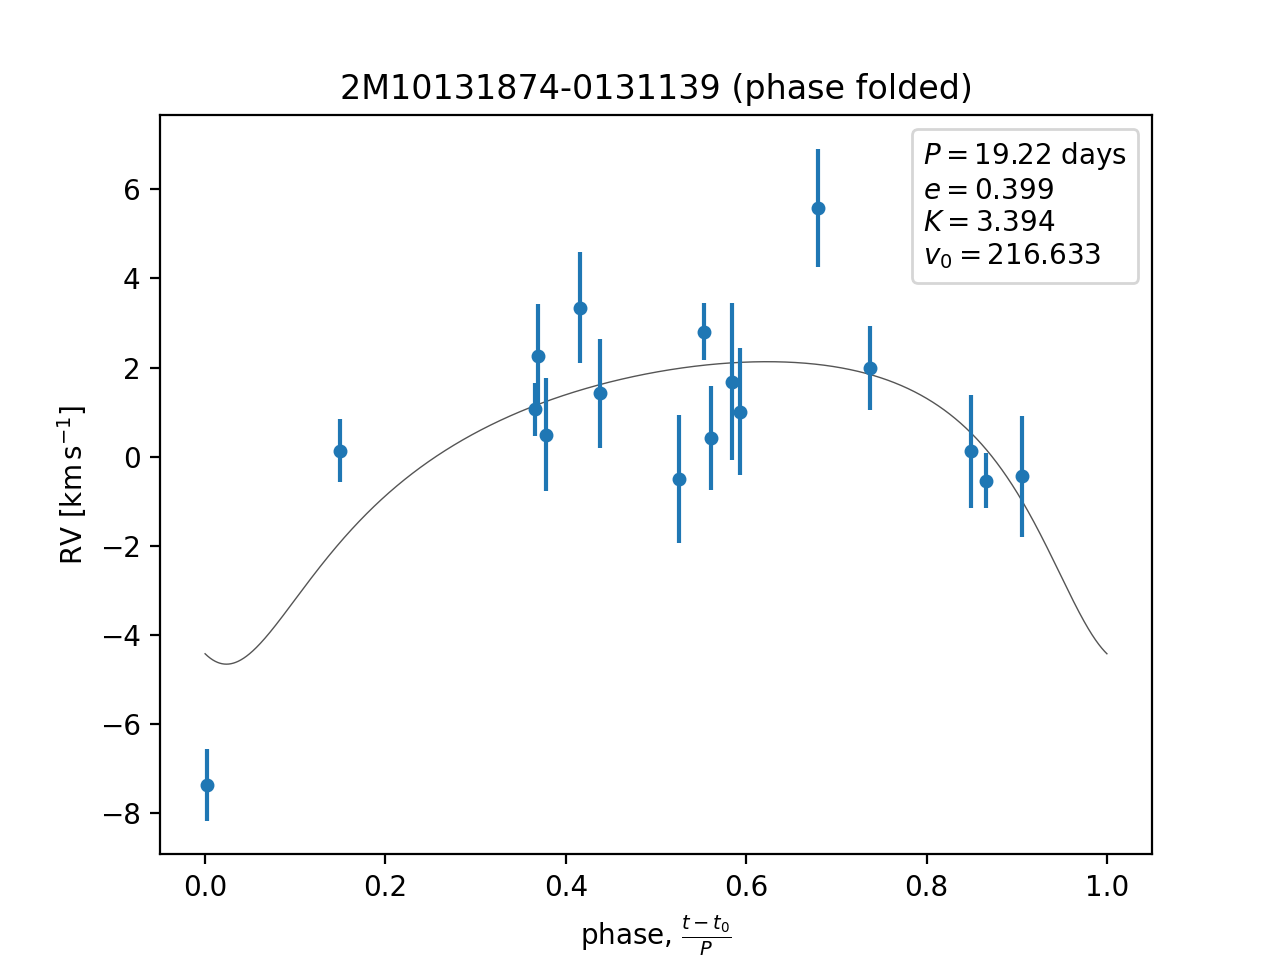 2M10131874-0131139 (phase folded)
P = 19.22 days
e = 0.399
K = 3.394
v₀ = 216.633
6
4
2
0
−2
−4
−6
−8
RV [km s⁻¹]
0.0 0.2 0.4 0.6 0.8 1.0
phase, (t − t₀)/P